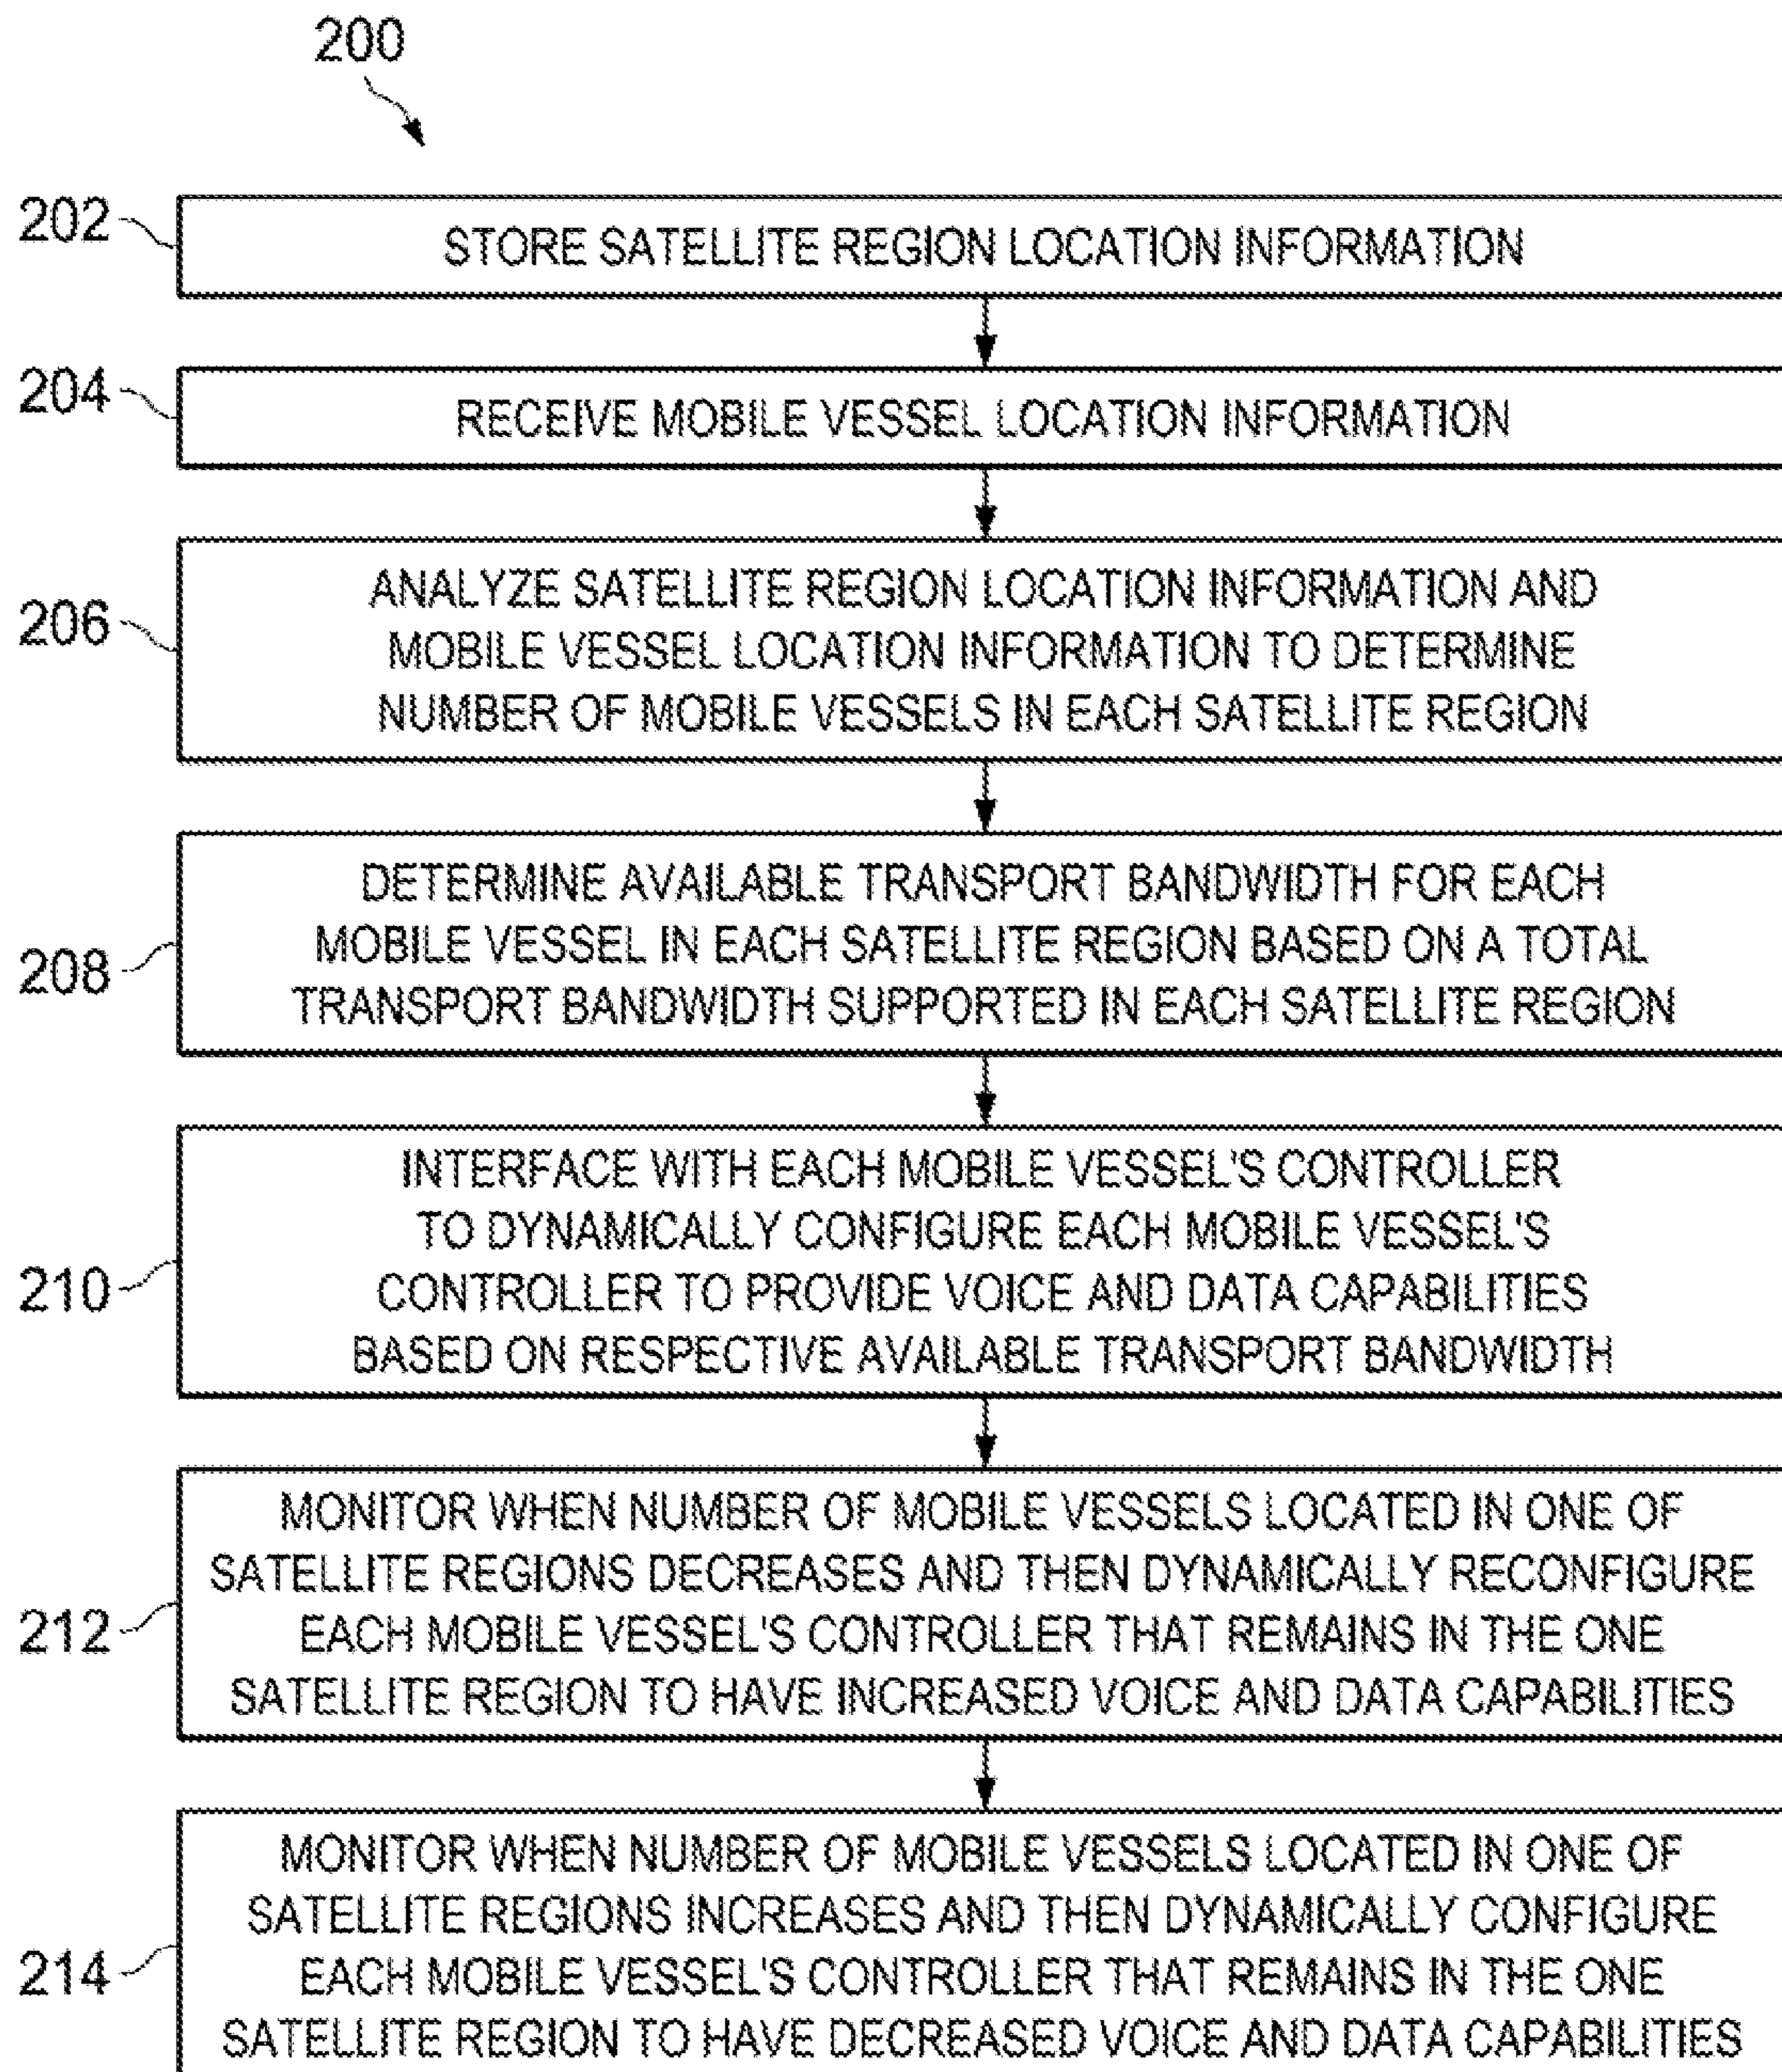 200
202
STORE SATELLITE REGION LOCATION INFORMATION
204
RECEIVE MOBILE VESSEL LOCATION INFORMATION
206
ANALYZE SATELLITE REGION LOCATION INFORMATION AND
MOBILE VESSEL LOCATION INFORMATION TO DETERMINE
NUMBER OF MOBILE VESSELS IN EACH SATELLITE REGION
208
DETERMINE AVAILABLE TRANSPORT BANDWIDTH FOR EACH
MOBILE VESSEL IN EACH SATELLITE REGION BASED ON A TOTAL
TRANSPORT BANDWIDTH SUPPORTED IN EACH SATELLITE REGION
210
INTERFACE WITH EACH MOBILE VESSEL'S CONTROLLER
TO DYNAMICALLY CONFIGURE EACH MOBILE VESSEL'S
CONTROLLER TO PROVIDE VOICE AND DATA CAPABILITIES
BASED ON RESPECTIVE AVAILABLE TRANSPORT BANDWIDTH
212
MONITOR WHEN NUMBER OF MOBILE VESSELS LOCATED IN ONE OF
SATELLITE REGIONS DECREASES AND THEN DYNAMICALLY RECONFIGURE
EACH MOBILE VESSEL'S CONTROLLER THAT REMAINS IN THE ONE
SATELLITE REGION TO HAVE INCREASED VOICE AND DATA CAPABILITIES
214
MONITOR WHEN NUMBER OF MOBILE VESSELS LOCATED IN ONE OF
SATELLITE REGIONS INCREASES AND THEN DYNAMICALLY CONFIGURE
EACH MOBILE VESSEL'S CONTROLLER THAT REMAINS IN THE ONE
SATELLITE REGION TO HAVE DECREASED VOICE AND DATA CAPABILITIES